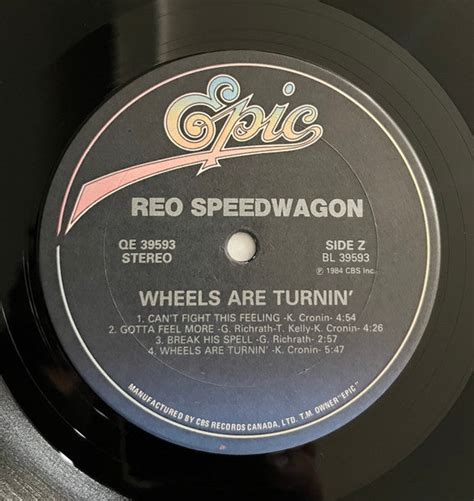 Epic
REO SPEEDWAGON
QE 39593
STEREO
SIDE Z
BL 39593
℗ 1984 CBS Inc.
WHEELS ARE TURNIN'
1. CAN'T FIGHT THIS FEELING -K. Cronin- 4:54
2. GOTTA FEEL MORE -G. Richrath-T. Kelly-K. Cronin- 4:26
3. BREAK HIS SPELL -G. Richrath- 2:57
4. WHEELS ARE TURNIN' -K. Cronin- 5:47
MANUFACTURED BY CBS RECORDS CANADA, LTD. T.M. OWNER "EPIC"